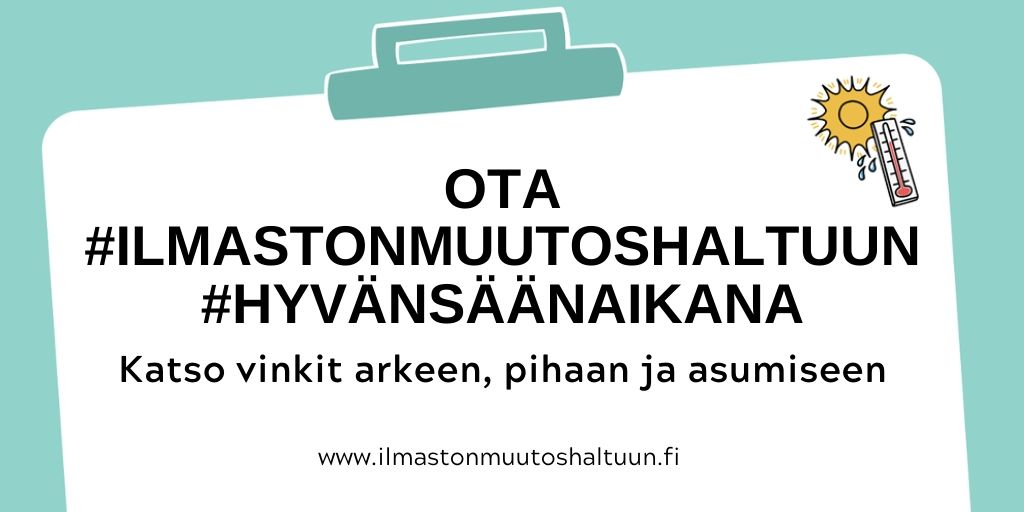 OTA
#ILMASTONMUUTOSHALTUUN
#HYVÄNSÄÄNAIKANA
Katso vinkit arkeen, pihaan ja asumiseen
www.ilmastonmuutoshaltuun.fi